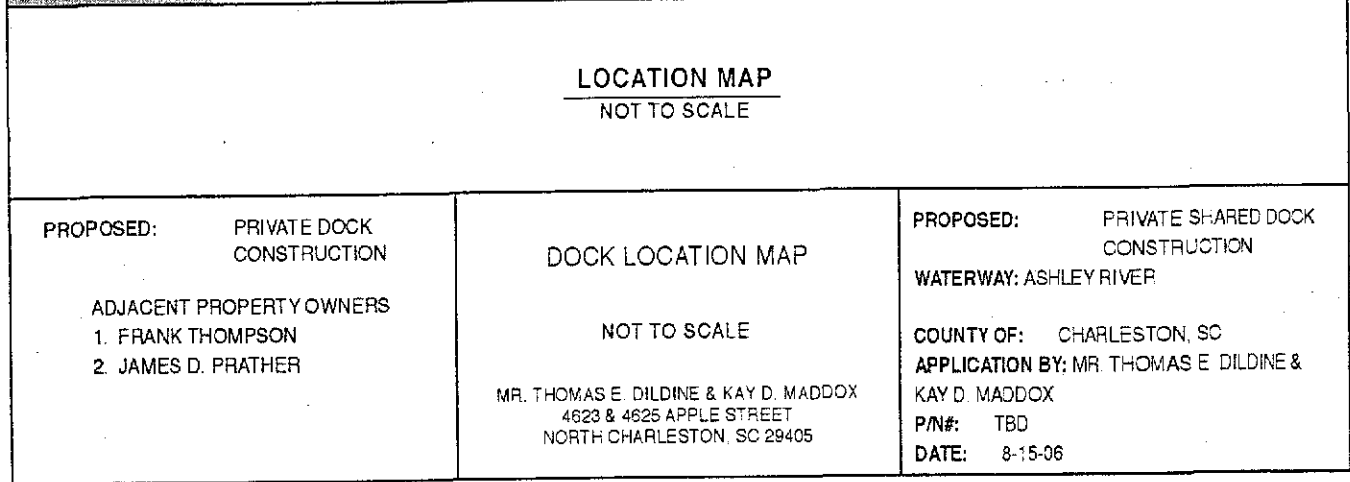 LOCATION MAP
NOT TO SCALE
PROPOSED: PRIVATE DOCK
CONSTRUCTION
ADJACENT PROPERTY OWNERS
1. FRANK THOMPSON
2. JAMES D. PRATHER
DOCK LOCATION MAP
NOT TO SCALE
MR. THOMAS E. DILDINE & KAY D. MADDOX
4623 & 4625 APPLE STREET
NORTH CHARLESTON, SC 29405
PROPOSED: PRIVATE SHARED DOCK
CONSTRUCTION
WATERWAY: ASHLEY RIVER
COUNTY OF: CHARLESTON, SC
APPLICATION BY: MR. THOMAS E. DILDINE &
KAY D. MADDOX
P/N#: TBD
DATE: 8-15-06